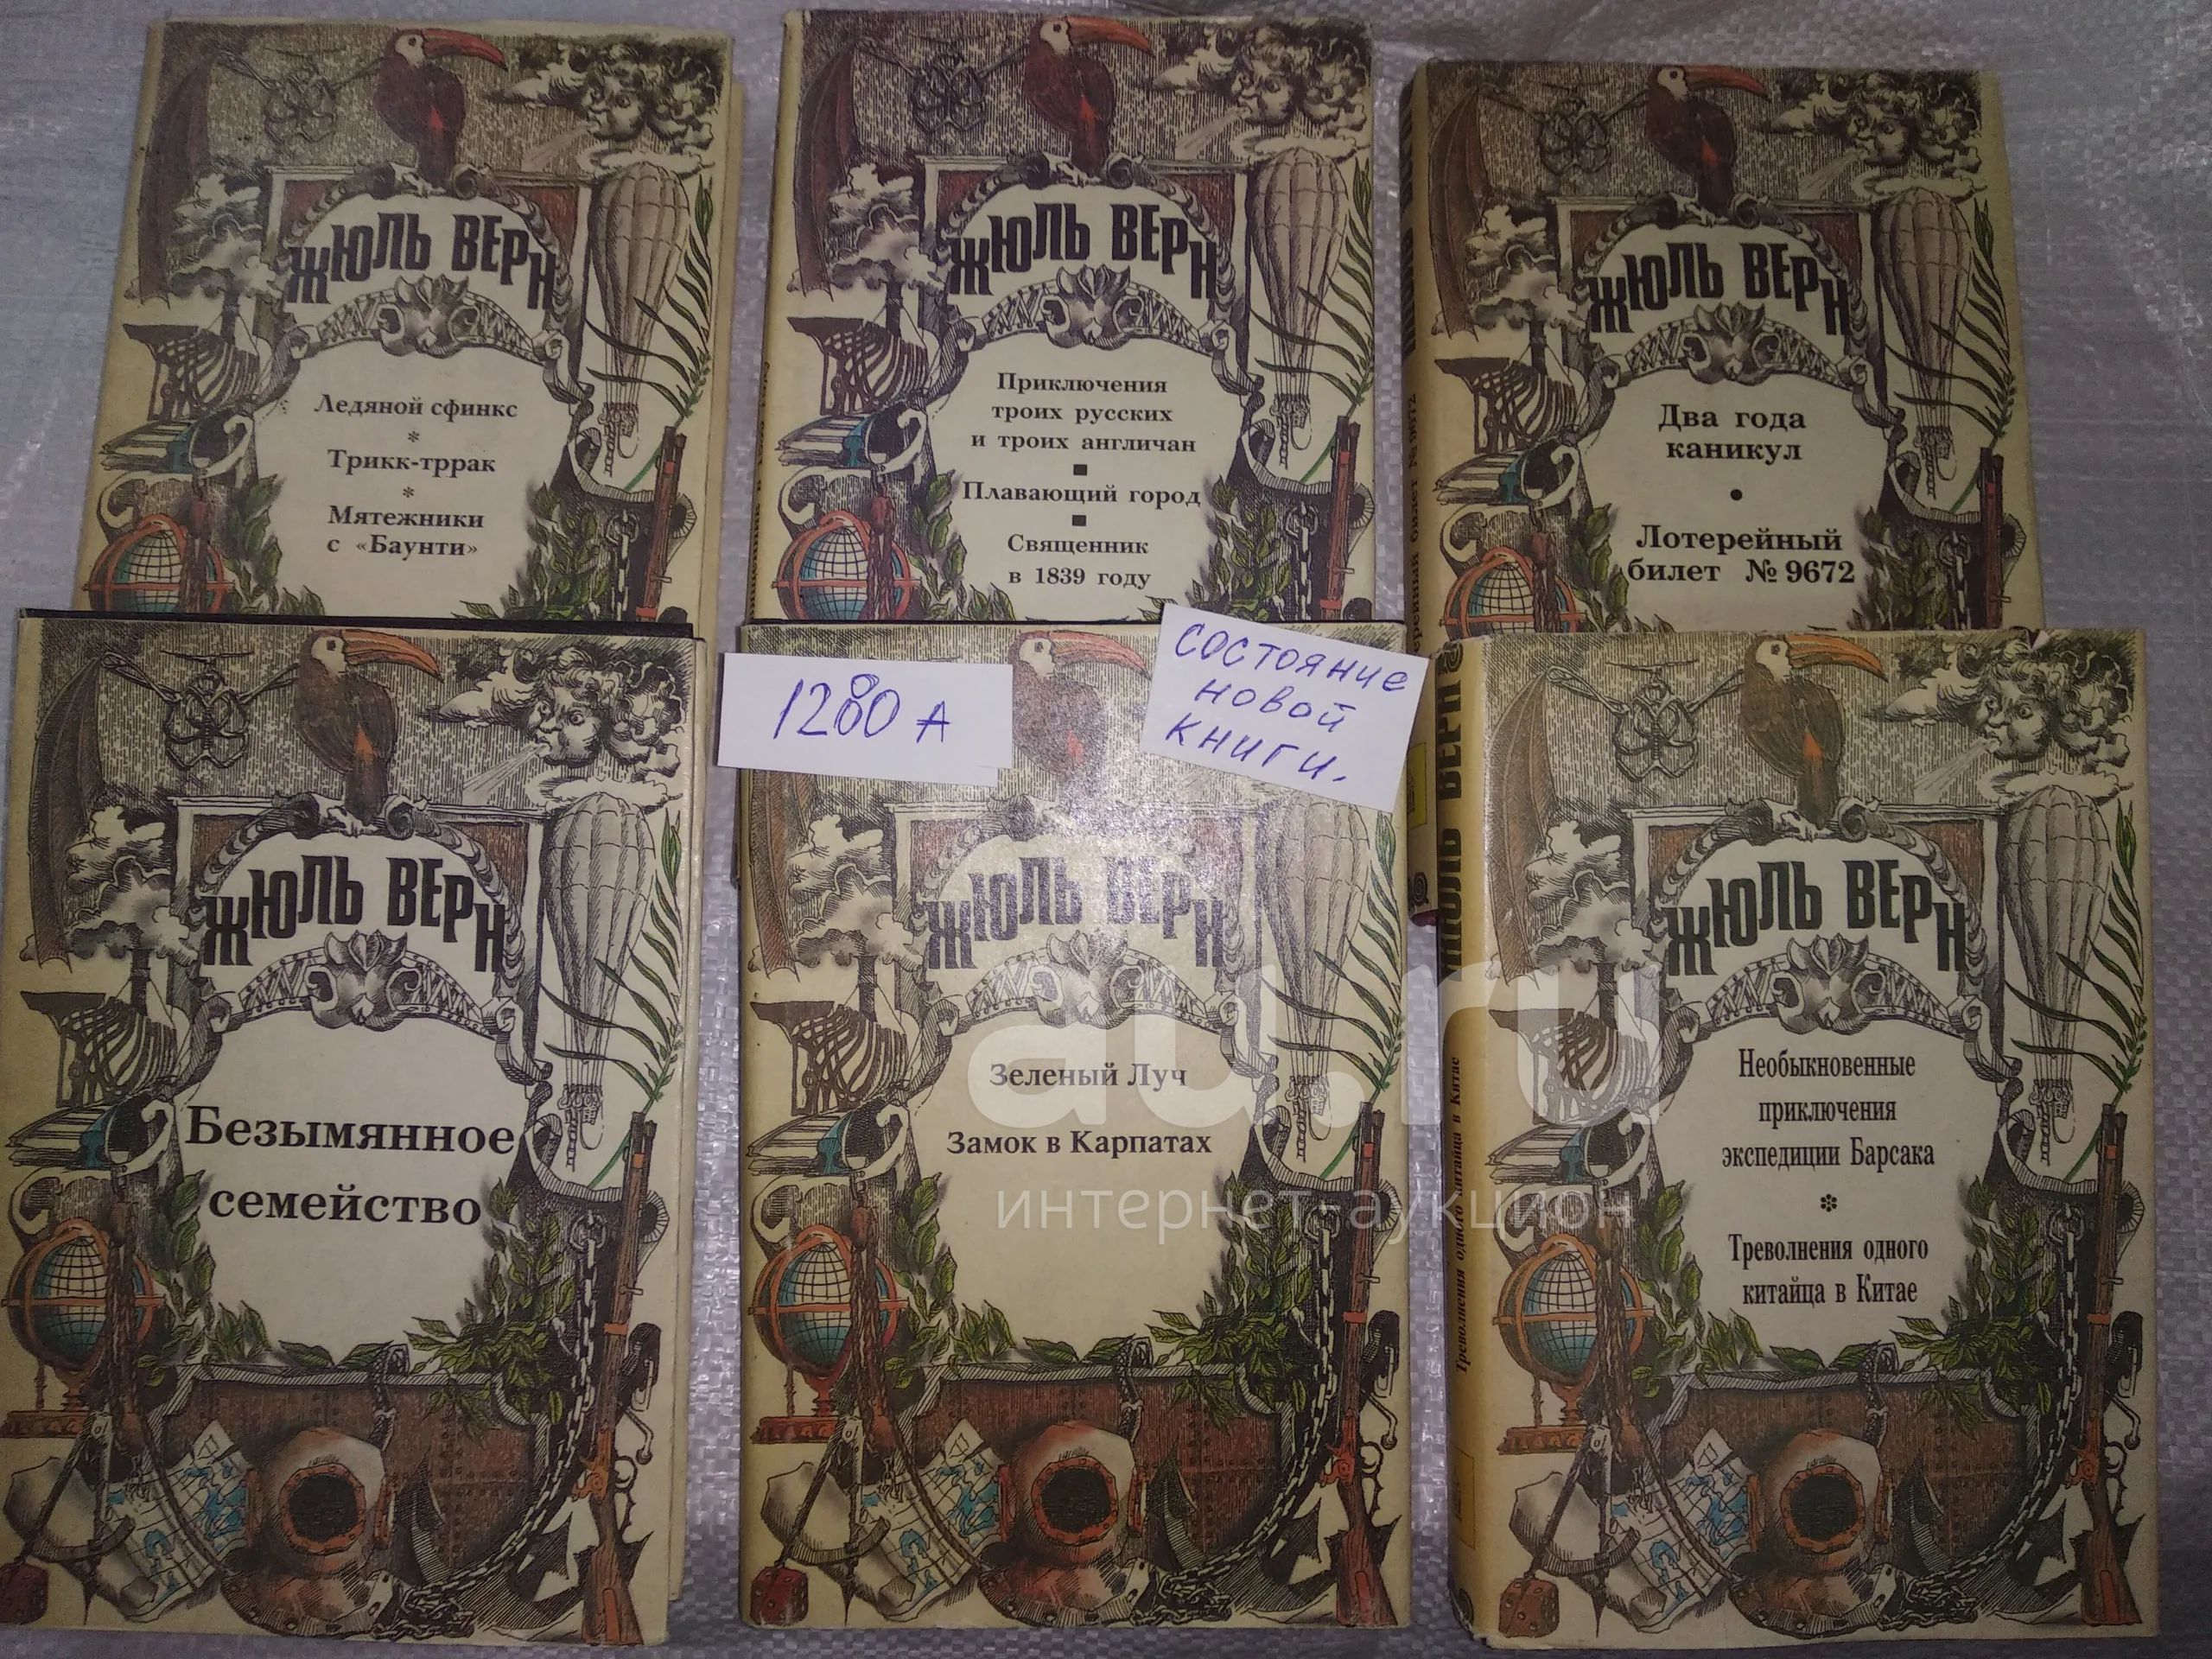 ЖЮЛЬ ВЕРН
Ледяной сфинкс
*
Трикк-тррак
*
Мятежники
с «Баунти»
ЖЮЛЬ ВЕРН
Приключения
троих русских
и троих англичан
Плавающий город
Священник
в 1839 году
ЖЮЛЬ ВЕРН
Два года
каникул
•
Лотерейный
билет № 9672
ЖЮЛЬ ВЕРН
Безымянное
семейство
1280 А
состояние
новой
книги.
ЖЮЛЬ ВЕРН
Зеленый Луч
Замок в Карпатах
ЖЮЛЬ ВЕРН
Треволнения одного китайца в Китае
ЖЮЛЬ ВЕРН
Необыкновенные
приключения
экспедиции Барсака
Треволнения одного
китайца в Китае
au.ru
интернет-аукцион